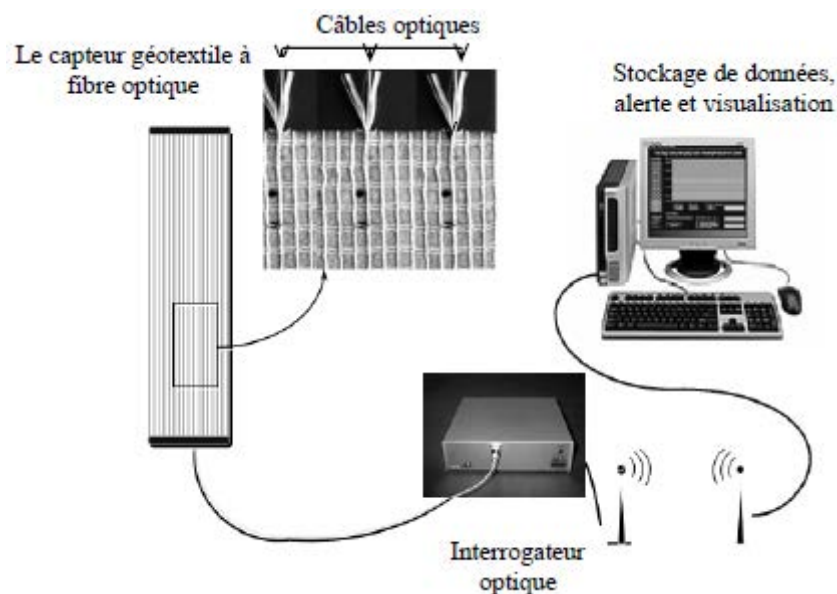 Câbles optiques
Le capteur géotextile à
fibre optique
Stockage de données,
alerte et visualisation
Interrogateur
optique